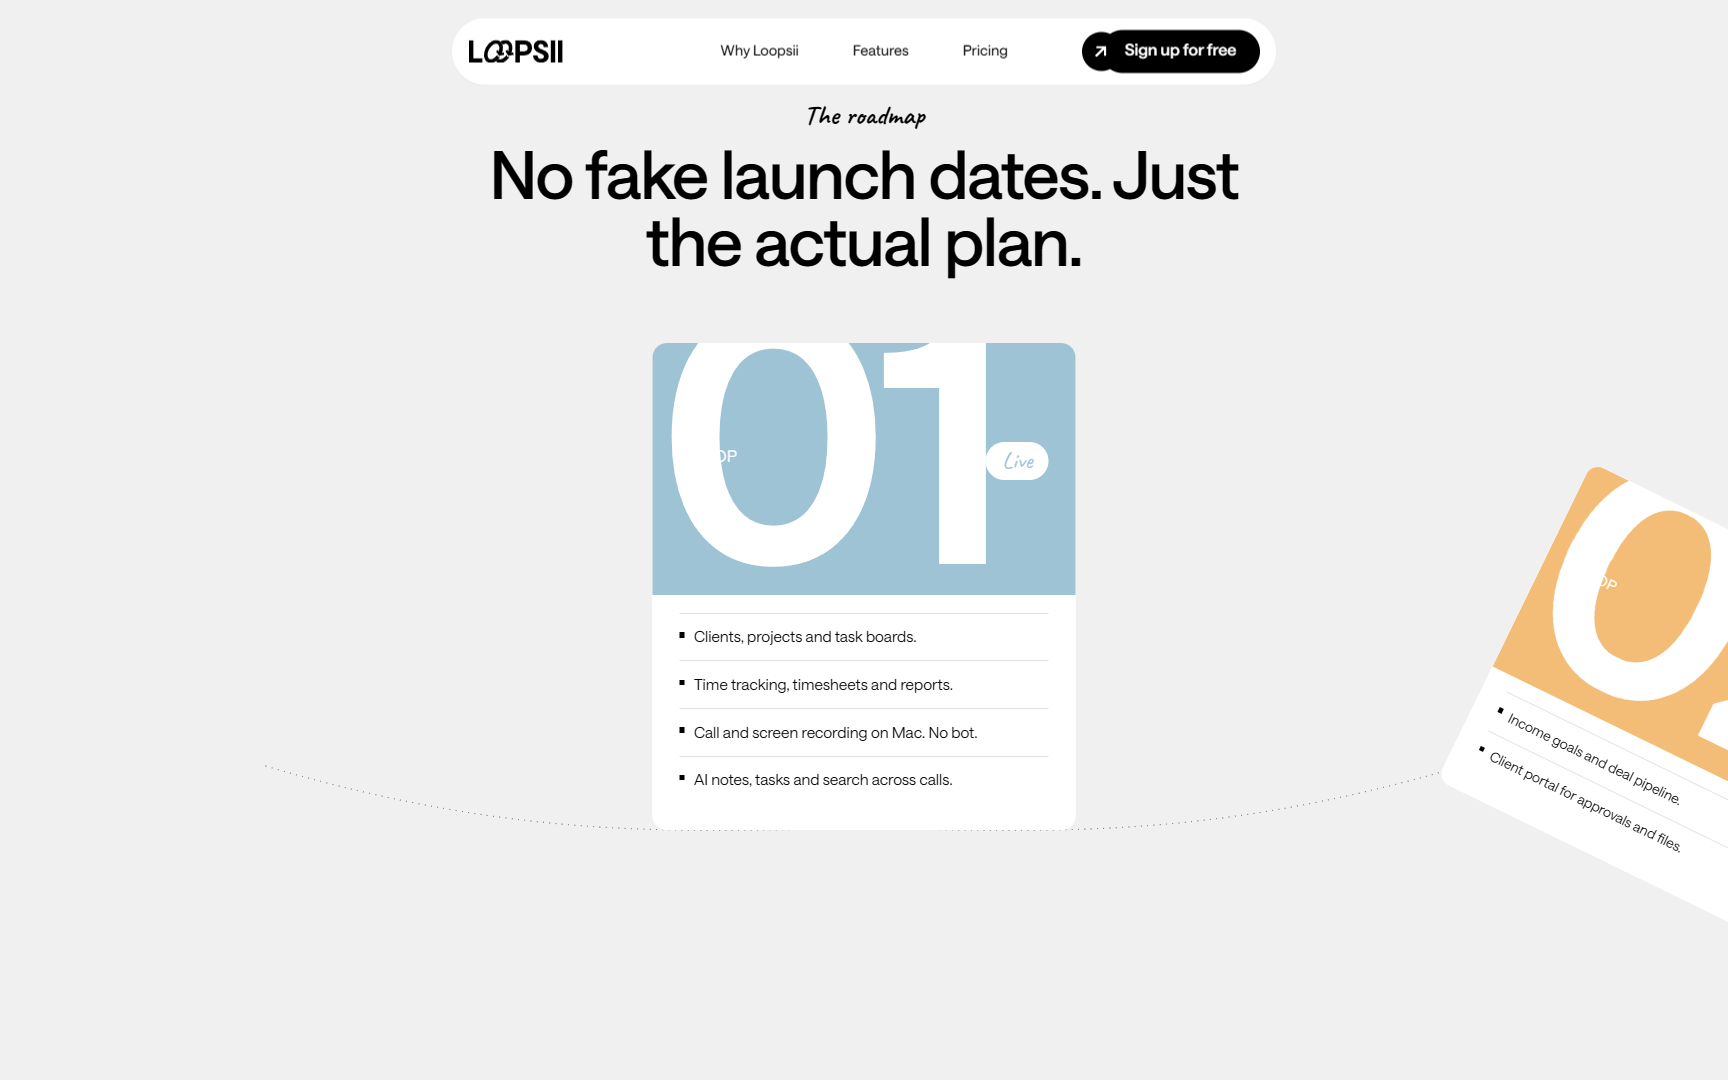 LOOPSII
Why Loopsii
Features
Pricing
Sign up for free
The roadmap
No fake launch dates. Just
the actual plan.
01
Live
Clients, projects and task boards.
Time tracking, timesheets and reports.
Call and screen recording on Mac. No bot.
AI notes, tasks and search across calls.
Income goals and deal pipeline.
Client portal for approvals and files.